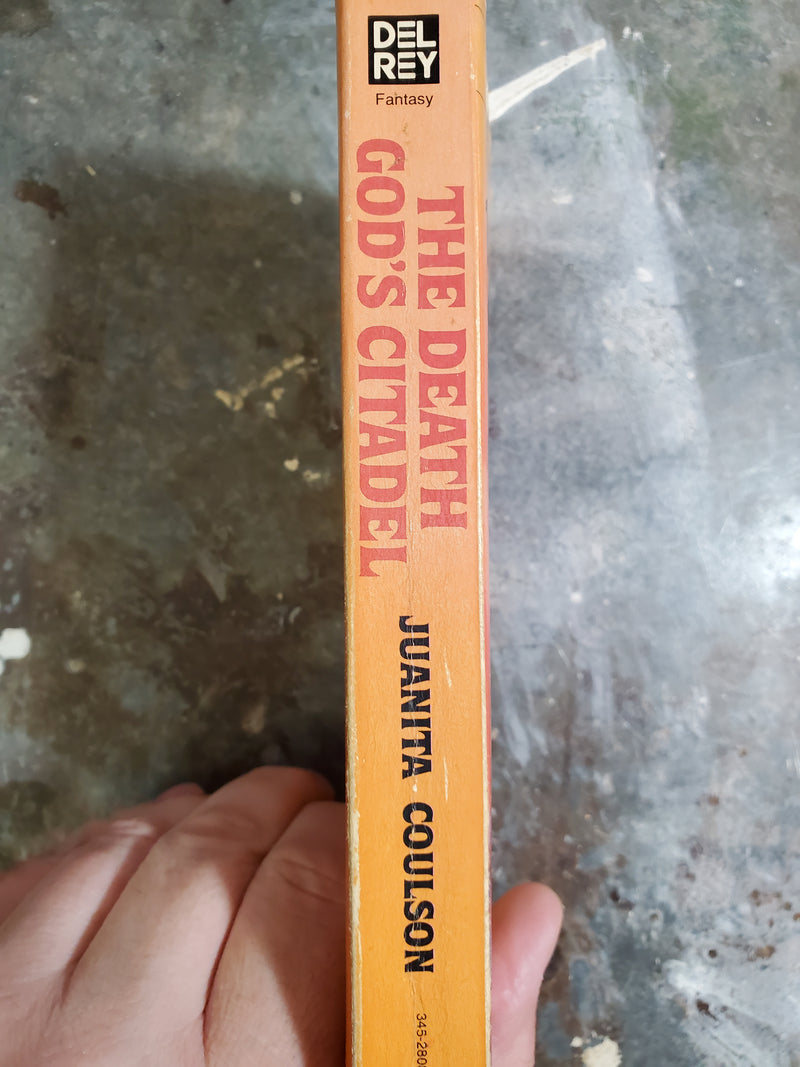 DEL
REY
Fantasy
THE DEATH
GOD'S CITADEL
JUANITA COULSON